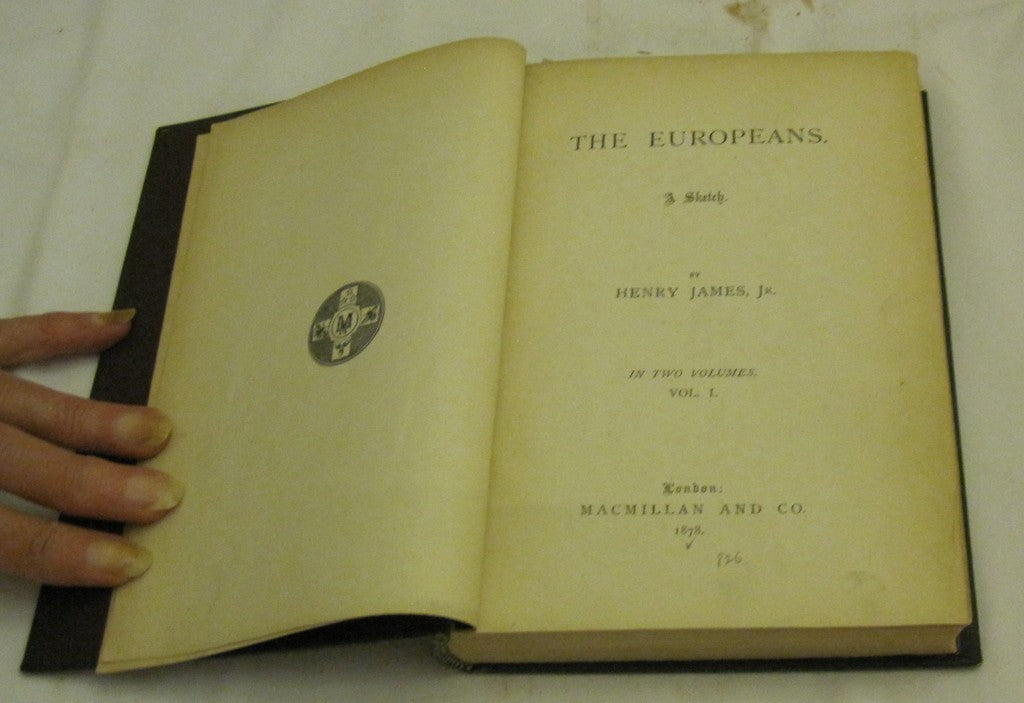 M
THE EUROPEANS.
A Sketch.
BY
HENRY JAMES, JR.
IN TWO VOLUMES.
VOL. I.
London:
MACMILLAN AND CO.
1878.